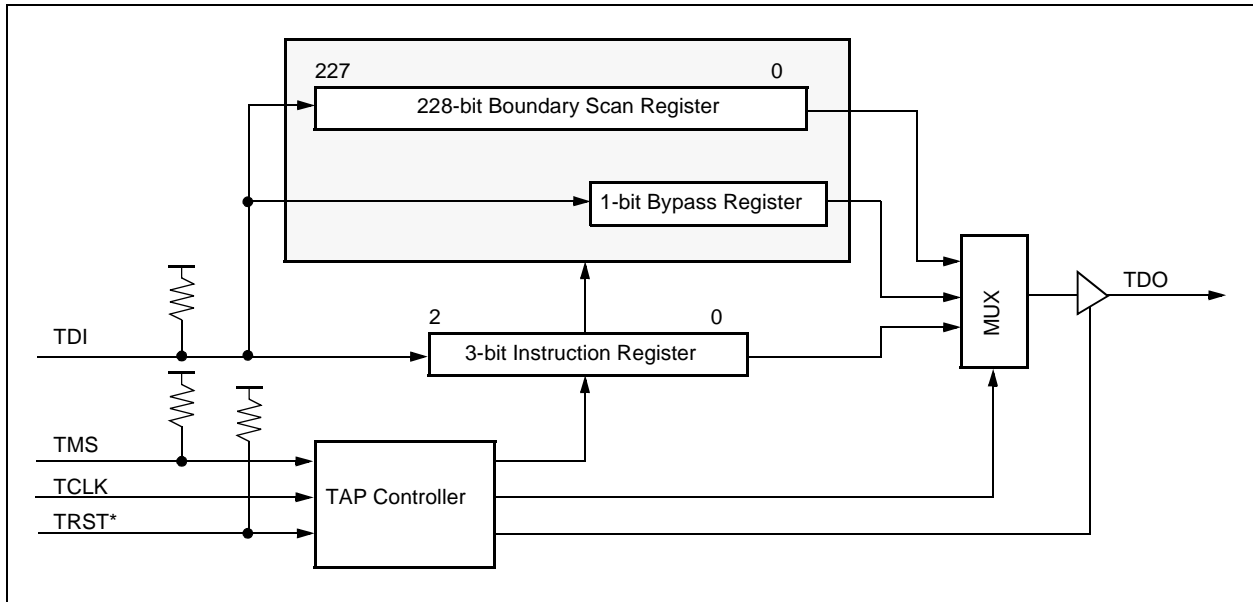 227 0
228-bit Boundary Scan Register
1-bit Bypass Register
TDO
MUX
2 0
TDI
3-bit Instruction Register
TMS
TCLK
TAP Controller
TRST*